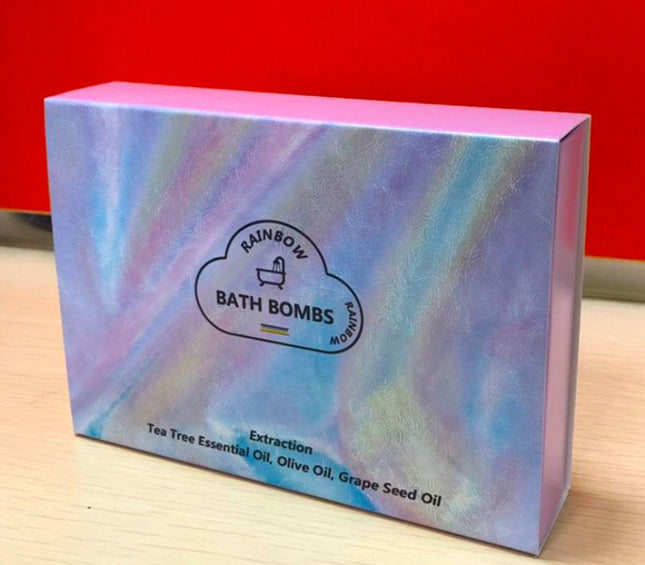 RAINBOW
BATH BOMBS
RAINBOW
Extraction
Tea Tree Essential Oil, Olive Oil, Grape Seed Oil